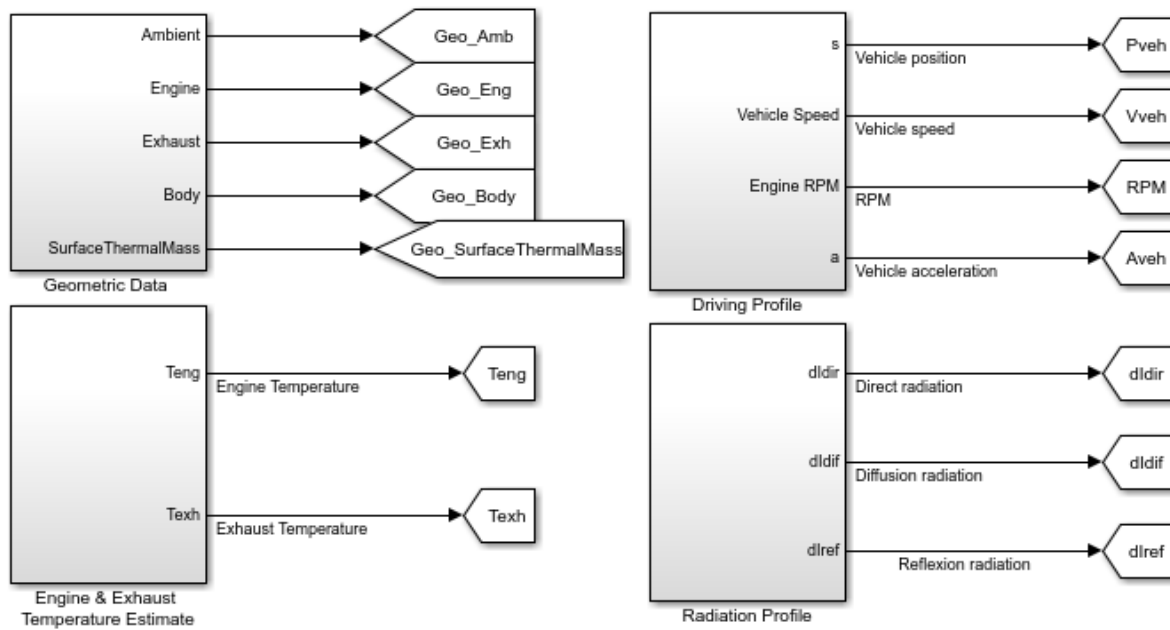 Ambient
Geo_Amb
Engine
Geo_Eng
Exhaust
Geo_Exh
Body
Geo_Body
SurfaceThermalMass
Geo_SurfaceThermalMass
Geometric Data
s
Vehicle position
Pveh
Vehicle Speed
Vehicle speed
Vveh
Engine RPM
RPM
RPM
a
Vehicle acceleration
Aveh
Driving Profile
Teng
Engine Temperature
Teng
Texh
Exhaust Temperature
Texh
Engine & Exhaust
Temperature Estimate
dIdir
Direct radiation
dIdir
dIdif
Diffusion radiation
dIdif
dIref
Reflexion radiation
dIref
Radiation Profile